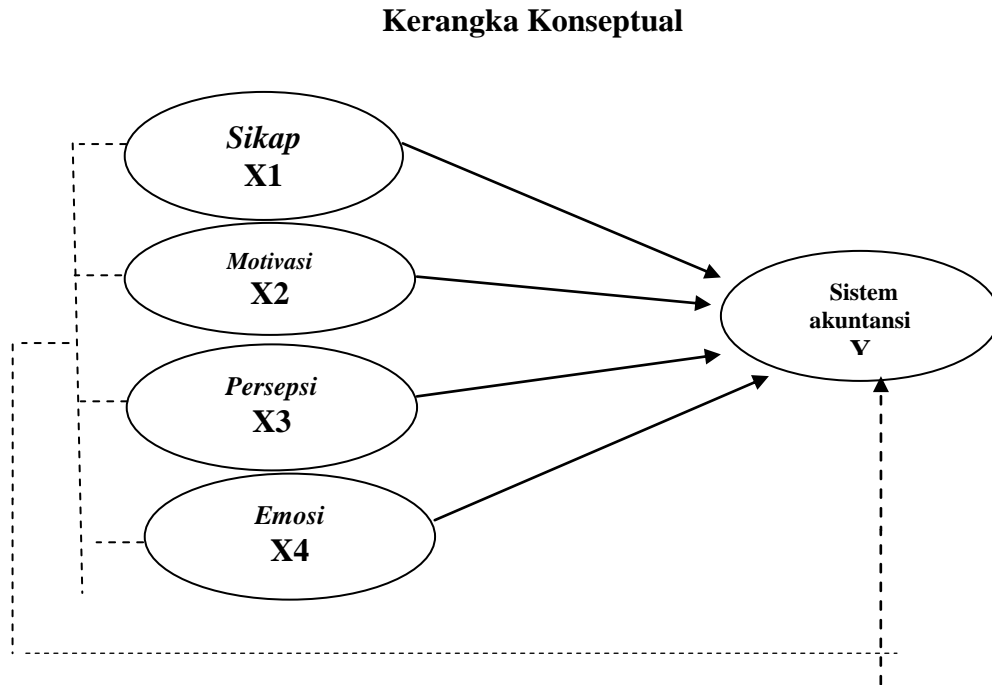 Kerangka Konseptual
Sikap
X1
Motivasi
X2
Persepsi
X3
Emosi
X4
Sistem
akuntansi
Y